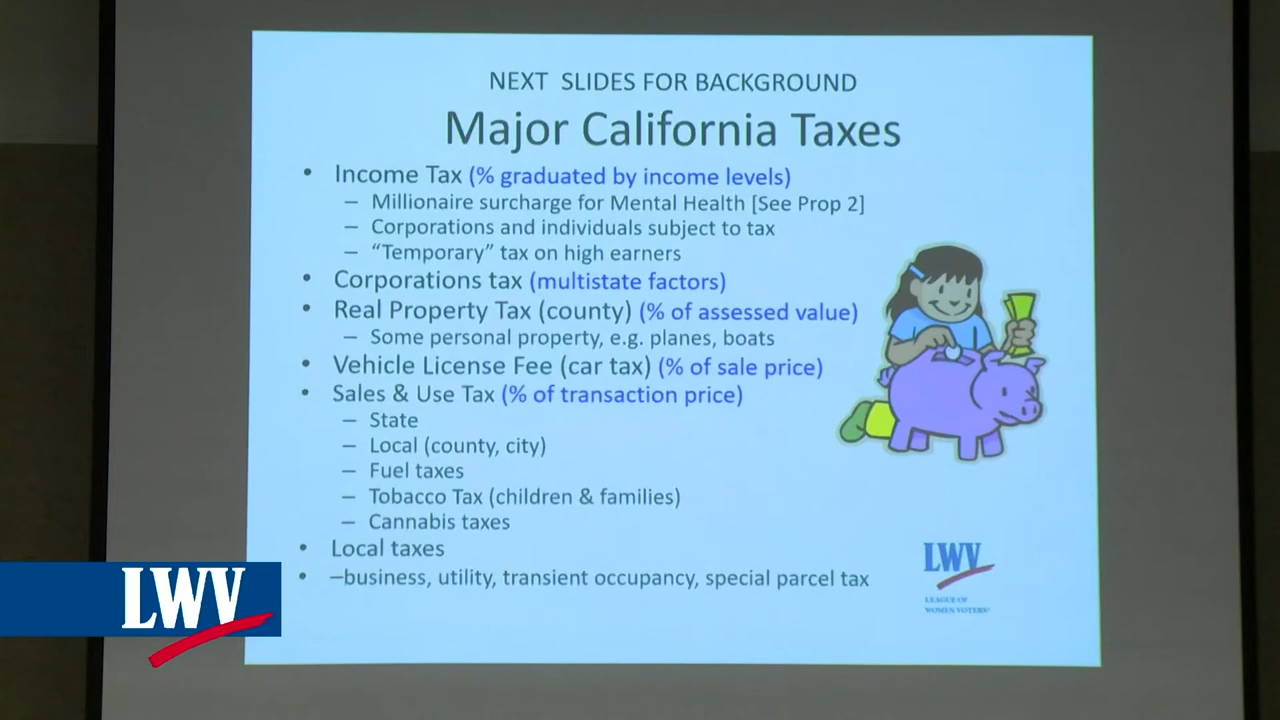 NEXT SLIDES FOR BACKGROUND
Major California Taxes
• Income Tax (% graduated by income levels)
– Millionaire surcharge for Mental Health [See Prop 2]
– Corporations and individuals subject to tax
– “Temporary” tax on high earners
• Corporations tax (multistate factors)
• Real Property Tax (county) (% of assessed value)
– Some personal property, e.g. planes, boats
• Vehicle License Fee (car tax) (% of sale price)
• Sales & Use Tax (% of transaction price)
– State
– Local (county, city)
– Fuel taxes
– Tobacco Tax (children & families)
– Cannabis taxes
• Local taxes
• –business, utility, transient occupancy, special parcel tax
LWV
LEAGUE OF
WOMEN VOTERS®
LWV